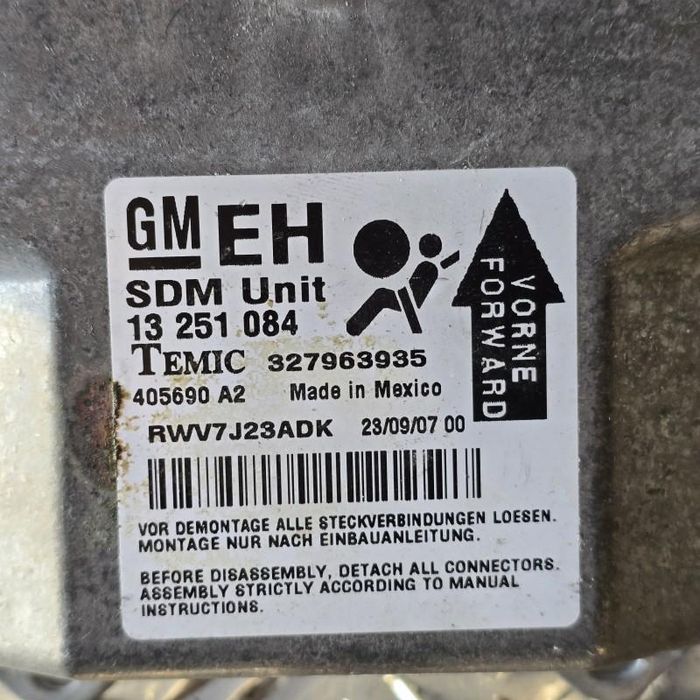 GM EH
SDM Unit
13 251 084
TEMIC 327963935
405690 A2 Made in Mexico
RWV7J23ADK 23/09/07 00
VORNE
FORWARD
VOR DEMONTAGE ALLE STECKVERBINDUNGEN LOESEN.
MONTAGE NUR NACH EINBAUANLEITUNG.
BEFORE DISASSEMBLY, DETACH ALL CONNECTORS.
ASSEMBLY STRICTLY ACCORDING TO MANUAL
INSTRUCTIONS.